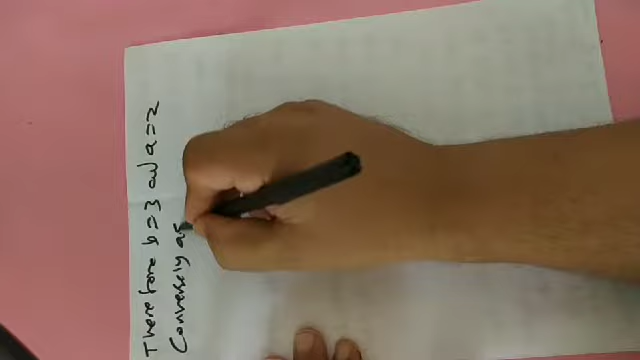 Therefore b=3 and a=2
Conversely as